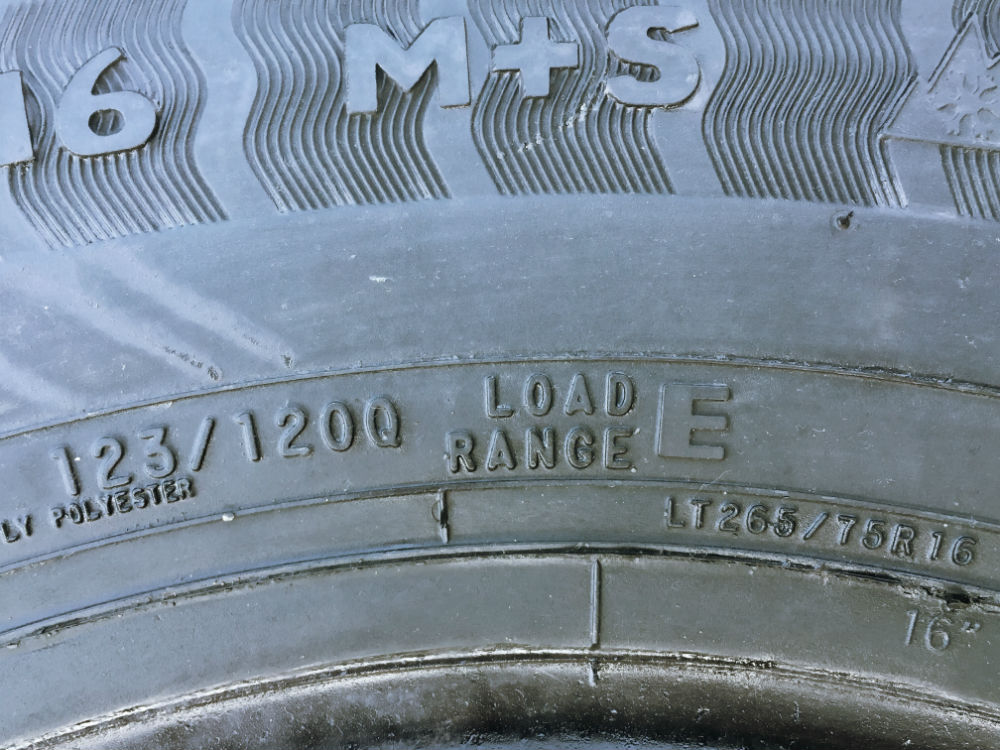 16 M+S
123/120Q LOAD RANGE E
LY POLYESTER
LT265/75R16
16"